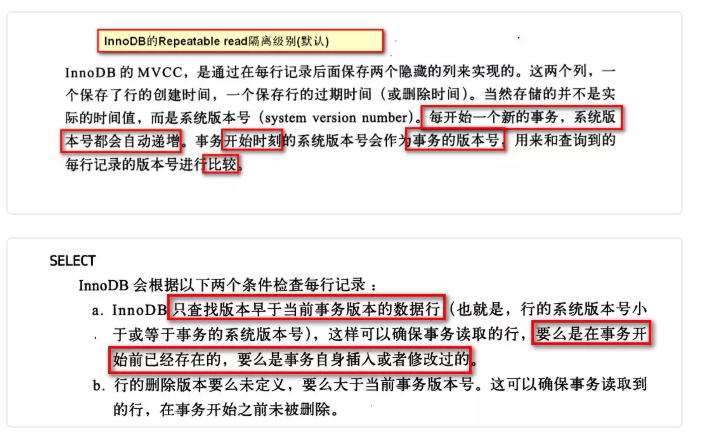 InnoDB的Repeatable read隔离级别(默认)
InnoDB 的 MVCC，是通过在每行记录后面保存两个隐藏的列来实现的。这两个列，一
个保存了行的创建时间，一个保存行的过期时间（或删除时间）。当然存储的并不是实
际的时间值，而是系统版本号（system version number）。每开始一个新的事务，系统版
本号都会自动递增。事务开始时刻的系统版本号会作为事务的版本号，用来和查询到的
每行记录的版本号进行比较。
SELECT
InnoDB 会根据以下两个条件检查每行记录：
a. InnoDB只查找版本早于当前事务版本的数据行（也就是，行的系统版本号小
于或等于事务的系统版本号），这样可以确保事务读取的行，要么是在事务开
始前已经存在的，要么是事务自身插入或者修改过的。
b. 行的删除版本要么未定义，要么大于当前事务版本号。这可以确保事务读取到
的行，在事务开始之前未被删除。